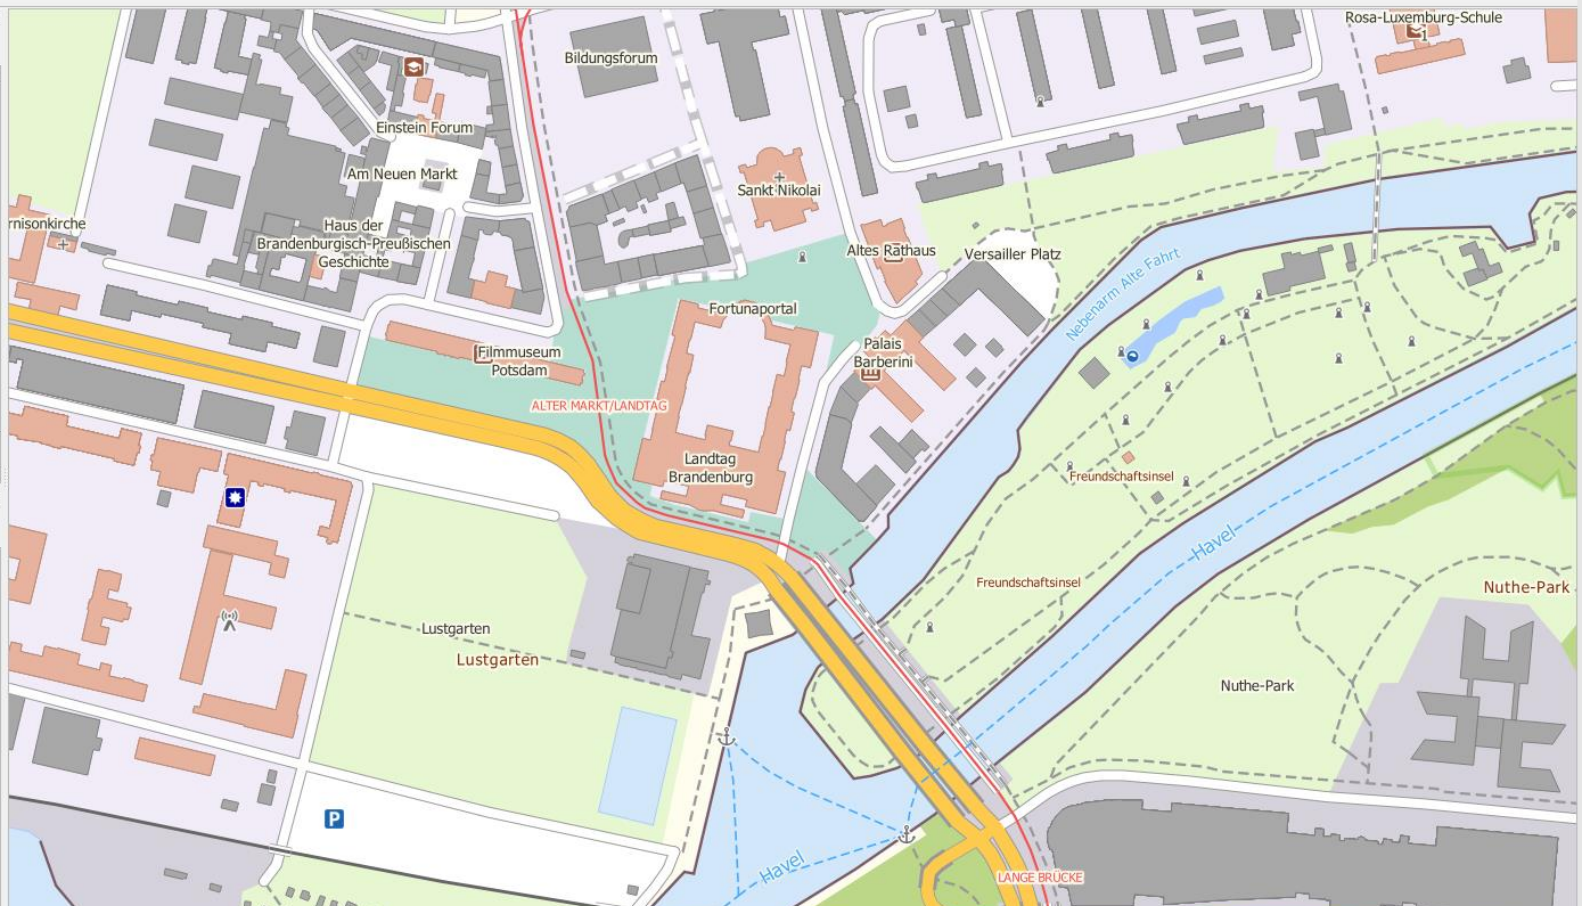 Rosa-Luxemburg-Schule
1
Bildungsforum
Einstein Forum
Am Neuen Markt
Sankt Nikolai
rnisonkirche
Haus der
Brandenburgisch-Preußischen
Geschichte
Altes Rathaus
Versailler Platz
Nebenarm Alte Fahrt
Fortunaportal
Filmmuseum
Potsdam
Palais
Barberini
ALTER MARKT/LANDTAG
Landtag
Brandenburg
Freundschaftsinsel
Havel
Freundschaftsinsel
Nuthe-Park
Lustgarten
Lustgarten
Nuthe-Park
P
Havel
LANGE BRÜCKE